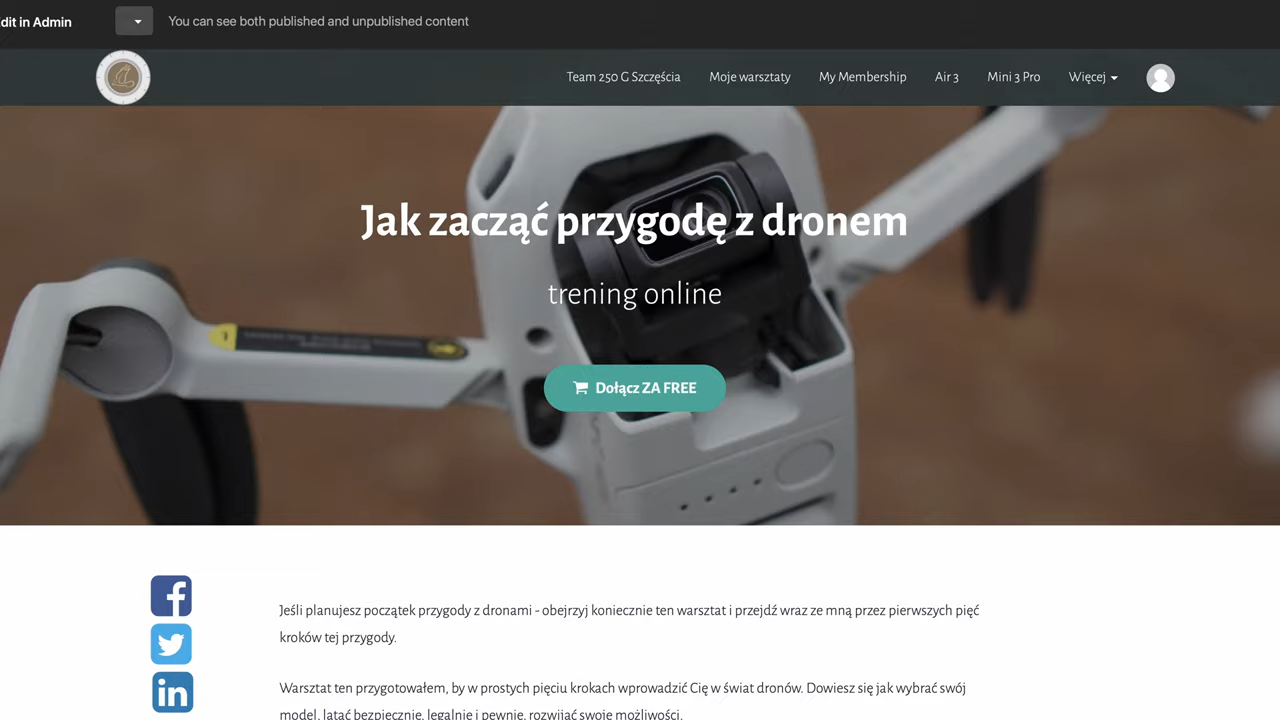 dit in Admin
You can see both published and unpublished content
Team 250 G Szczęścia
Moje warsztaty
My Membership
Air 3
Mini 3 Pro
Więcej
Jak zacząć przygodę z dronem
trening online
Dołącz ZA FREE
Jeśli planujesz początek przygody z dronami - obejrzyj koniecznie ten warsztat i przejdź wraz ze mną przez pierwszych pięć
kroków tej przygody.
Warsztat ten przygotowałem, by w prostych pięciu krokach wprowadzić Cię w świat dronów. Dowiesz się jak wybrać swój
model, latać bezpiecznie, legalnie i pewnie, rozwijać swoje możliwości.